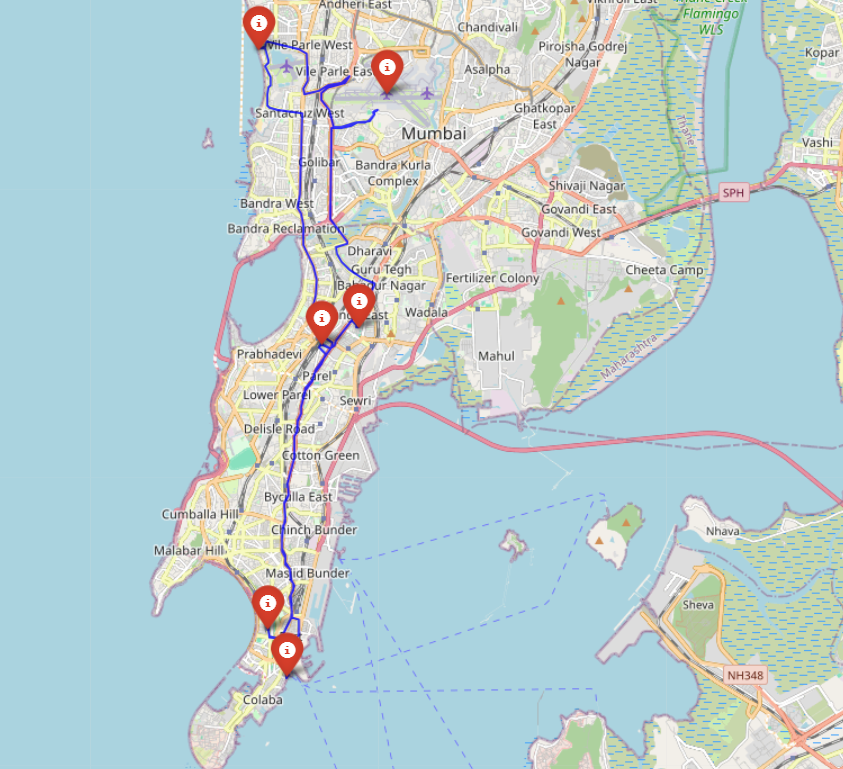 Andheri East
Vikhroli East
Thane Creek
Flamingo
WLS
Chandivali
Kopar
Vile Parle West
Pirojsha Godrej
Nagar
Vile Parle East
Asalpha
Santacruz West
Ghatkopar
East
Thane
Mumbai
Vashi
Golibar
Bandra Kurla
Complex
Shivaji Nagar
SPH
Bandra West
Govandi East
Bandra Reclamation
Govandi West
Dharavi
Guru Tegh
Bahadur Nagar
Fertilizer Colony
Cheeta Camp
East
Wadala
Prabhadevi
Mahul
Maharashtra
Parel
Lower Parel
Sewri
Delisle Road
Cotton Green
Byculla East
Cumballa Hill
Chinch Bunder
Nhava
Malabar Hill
Masjid Bunder
Sheva
NH348
Colaba